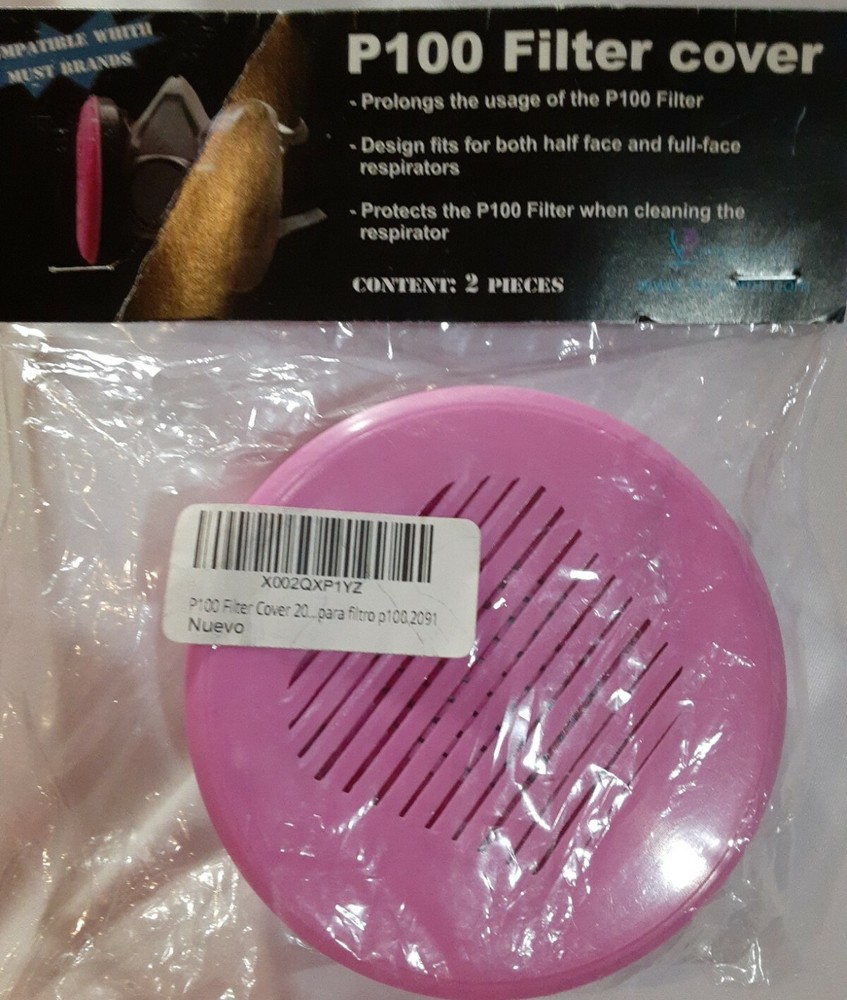 MPATIBLE WHITH
MUST BRANDS
P100 Filter cover
- Prolongs the usage of the P100 Filter
- Design fits for both half face and full-face
respirators
- Protects the P100 Filter when cleaning the
respirator
CONTENT: 2 PIECES
X002QXP1YZ
P100 Filter Cover 20...para filtro p100,2091
Nuevo